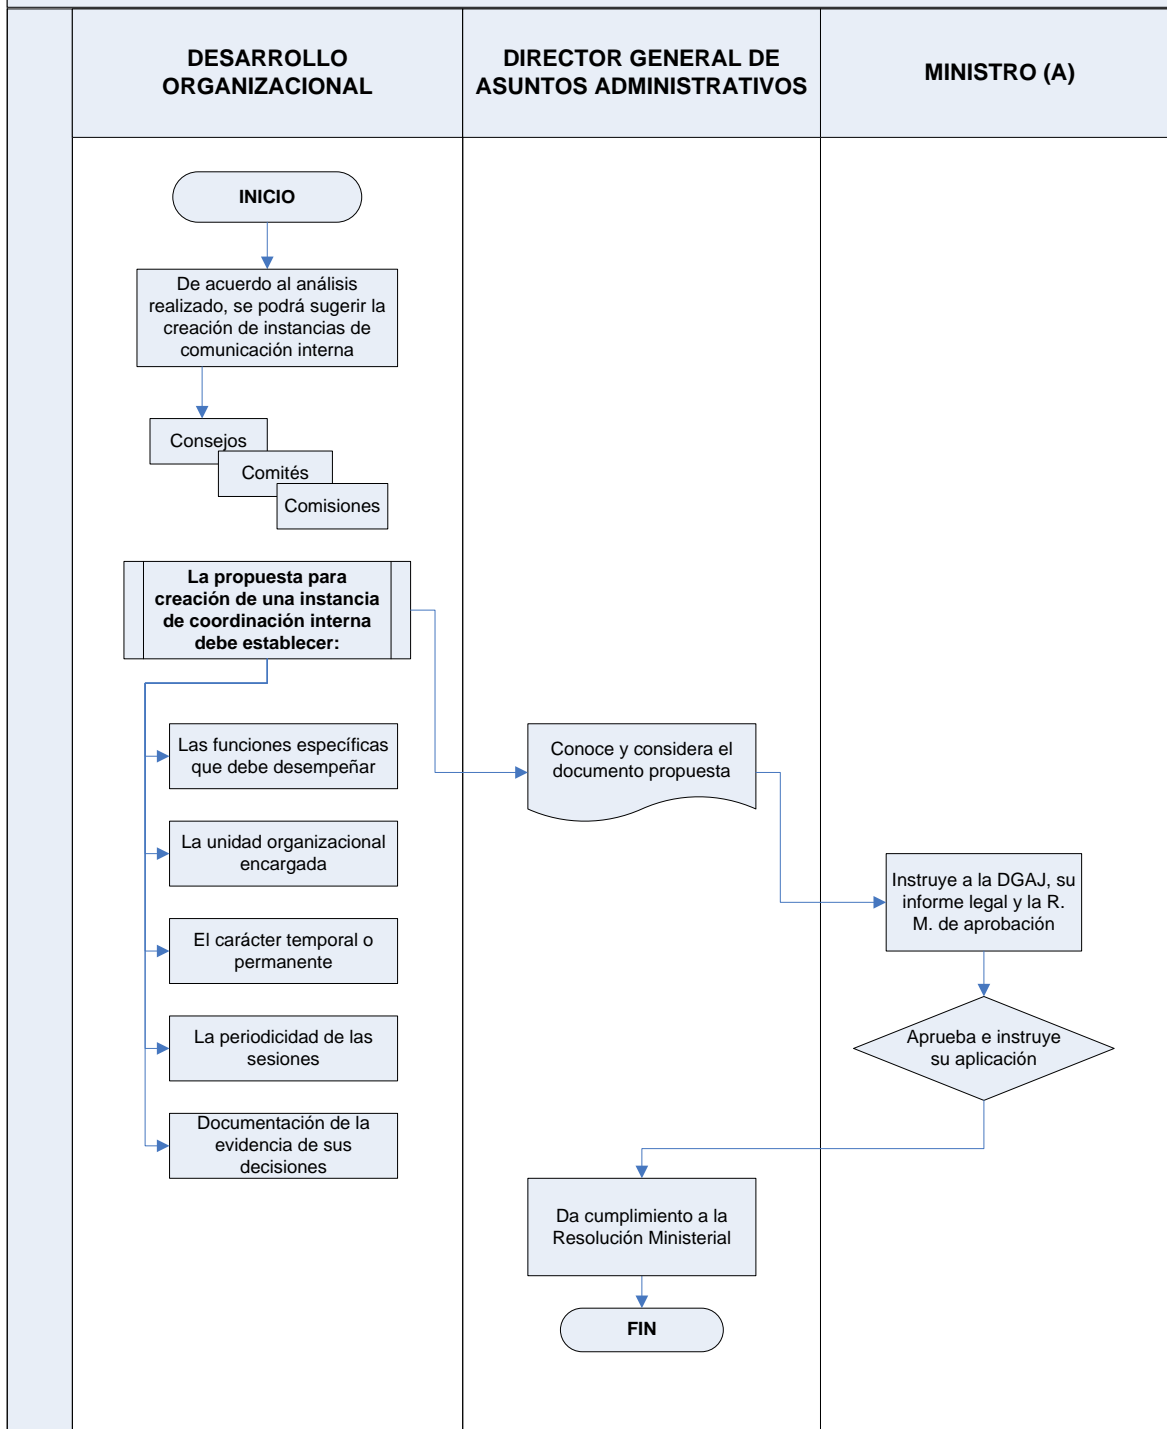 DESARROLLO
ORGANIZACIONAL
DIRECTOR GENERAL DE
ASUNTOS ADMINISTRATIVOS
MINISTRO (A)
INICIO
De acuerdo al análisis
realizado, se podrá sugerir la
creación de instancias de
comunicación interna
Consejos
Comités
Comisiones
La propuesta para
creación de una instancia
de coordinación interna
debe establecer:
Las funciones específicas
que debe desempeñar
La unidad organizacional
encargada
El carácter temporal o
permanente
La periodicidad de las
sesiones
Documentación de la
evidencia de sus
decisiones
Conoce y considera el
documento propuesta
Instruye a la DGAJ, su
informe legal y la R.
M. de aprobación
Aprueba e instruye
su aplicación
Da cumplimiento a la
Resolución Ministerial
FIN